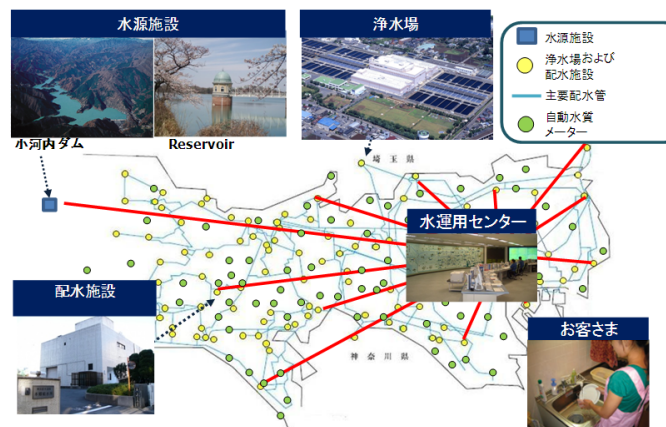 水源施設
小河内ダム
Reservoir
浄水場
水源施設
浄水場および
配水施設
主要配水管
自動水質
メーター
埼玉県
水運用センター
配水施設
神奈川県
お客さま